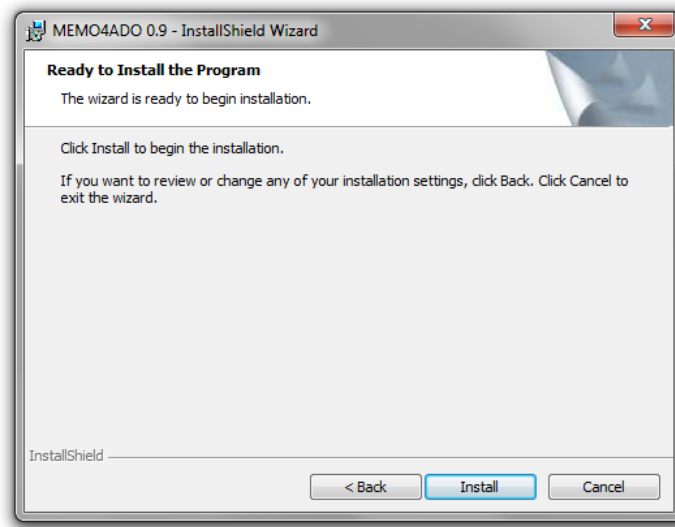 MEMO4ADO 0.9 - InstallShield Wizard
Ready to Install the Program
The wizard is ready to begin installation.
Click Install to begin the installation.
If you want to review or change any of your installation settings, click Back. Click Cancel to
exit the wizard.
InstallShield
< Back Install Cancel